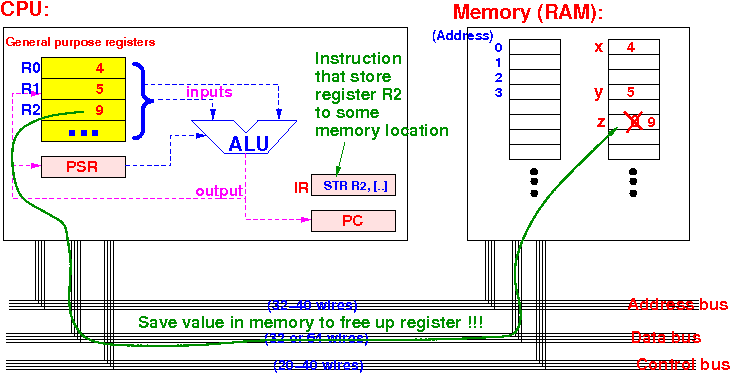 CPU:
Memory (RAM):
General purpose registers
R0 4
R1 5
R2 9
...
inputs
ALU
PSR
output
Instruction
that store
register R2
to some
memory location
IR STR R2, [..]
PC
(Address)
0
1
2
3
x 4
y 5
z 9
(32-40 wires)
Address bus
Save value in memory to free up register !!!
(32 or 64 wires)
Data bus
(20-40 wires)
Control bus